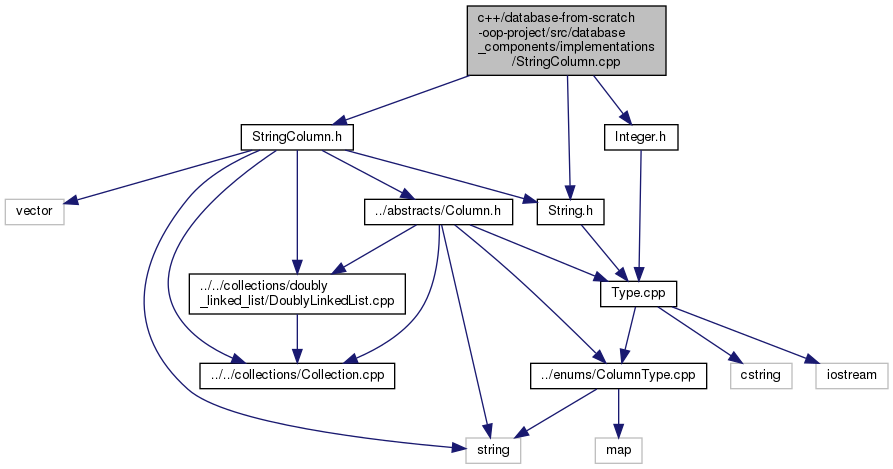 c++/database-from-scratch
-oop-project/src/database
_components/implementations
/StringColumn.cpp
StringColumn.h
Integer.h
vector
../abstracts/Column.h
String.h
../../collections/doubly
_linked_list/DoublyLinkedList.cpp
Type.cpp
../../collections/Collection.cpp
../enums/ColumnType.cpp
cstring
iostream
string
map